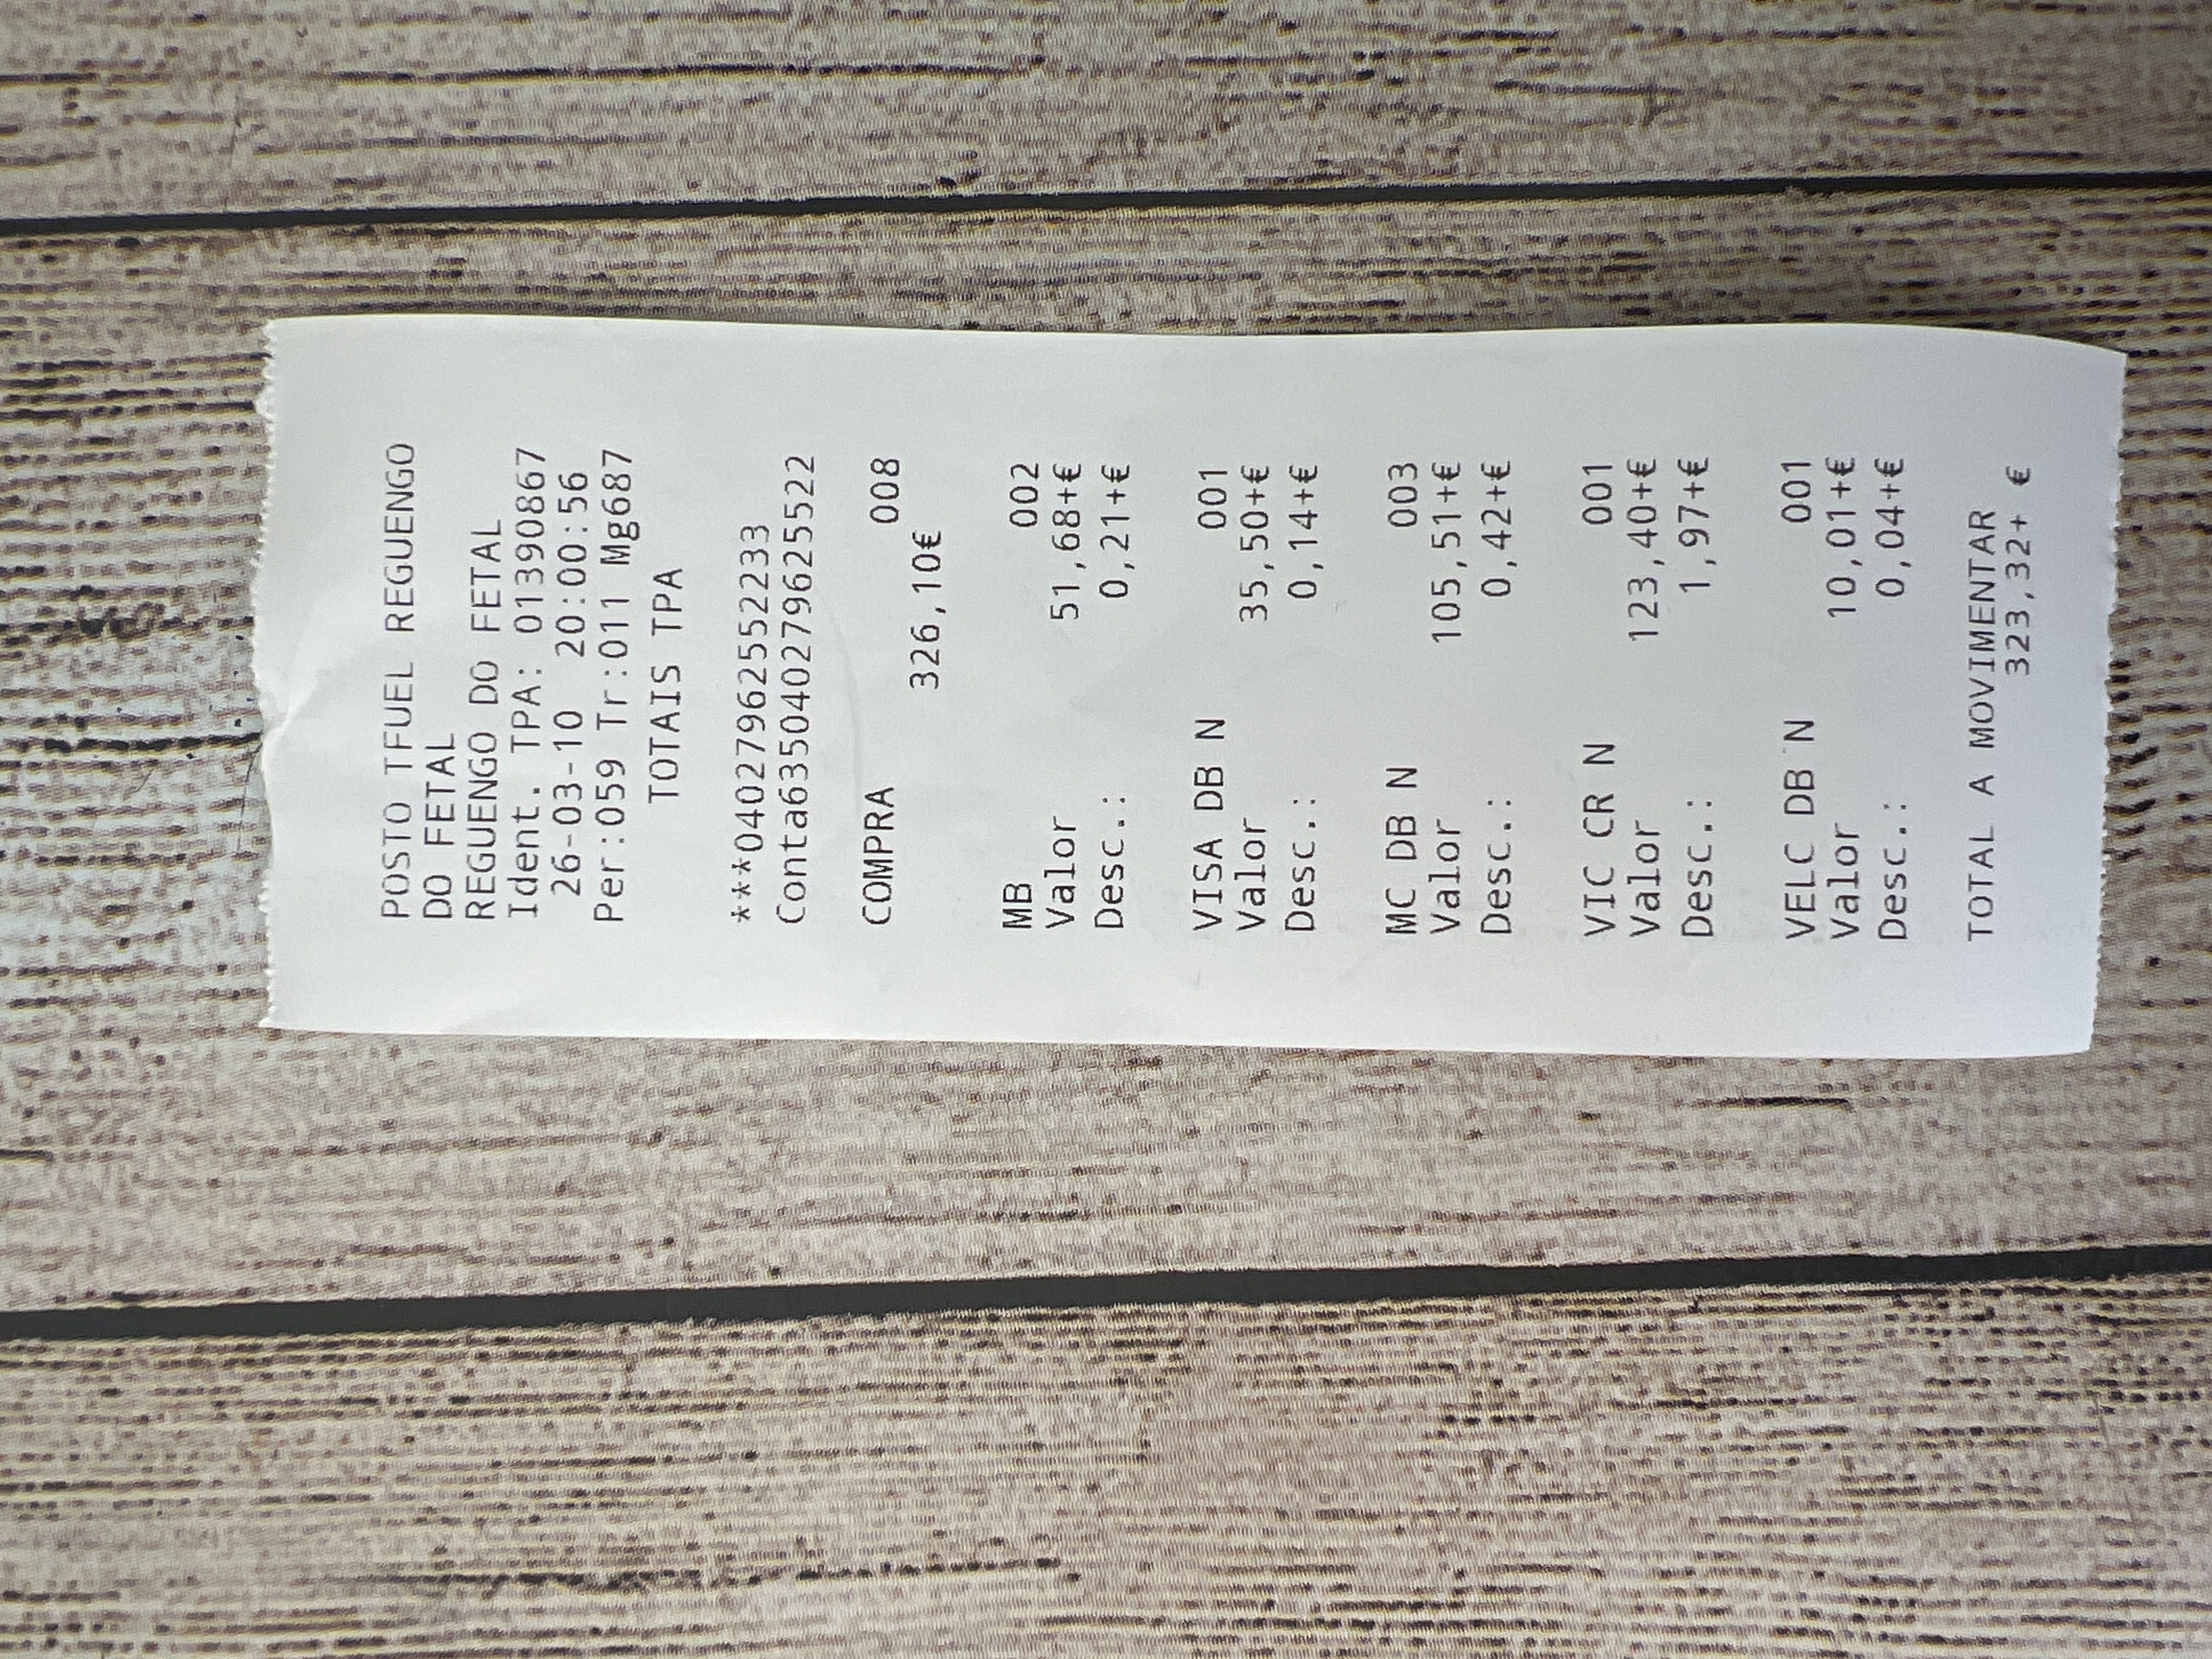 POSTO TFUEL REGUENGO
DO FETAL
REGUENGO DO FETAL
Ident. TPA: 0139O867
26-03-10 20:00:56
Per:059 Tr:011 Mg687
TOTAIS TPA
***0402796255 2233
Conta6350402796255 22
COMPRA 008
326,10€
MB 002
Valor 51,68+€
Desc.: 0,21+€
VISA DB N 001
Valor 35,50+€
Desc.: 0,14+€
MC DB N 003
Valor 105,51+€
Desc.: 0,42+€
VIC CR N 001
Valor 123,40+€
Desc.: 1,97+€
VELC DB N 001
Valor 10,01+€
Desc.: 0,04+€
TOTAL A MOVIMENTAR
323,32+ €